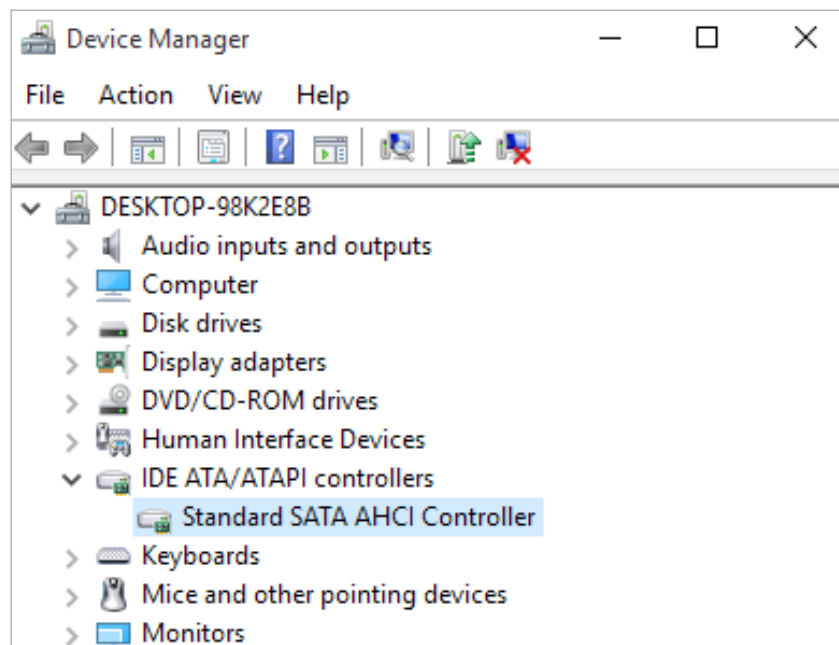 Device Manager
File Action View Help
DESKTOP-98K2E8B
Audio inputs and outputs
Computer
Disk drives
Display adapters
DVD/CD-ROM drives
Human Interface Devices
IDE ATA/ATAPI controllers
Standard SATA AHCI Controller
Keyboards
Mice and other pointing devices
Monitors